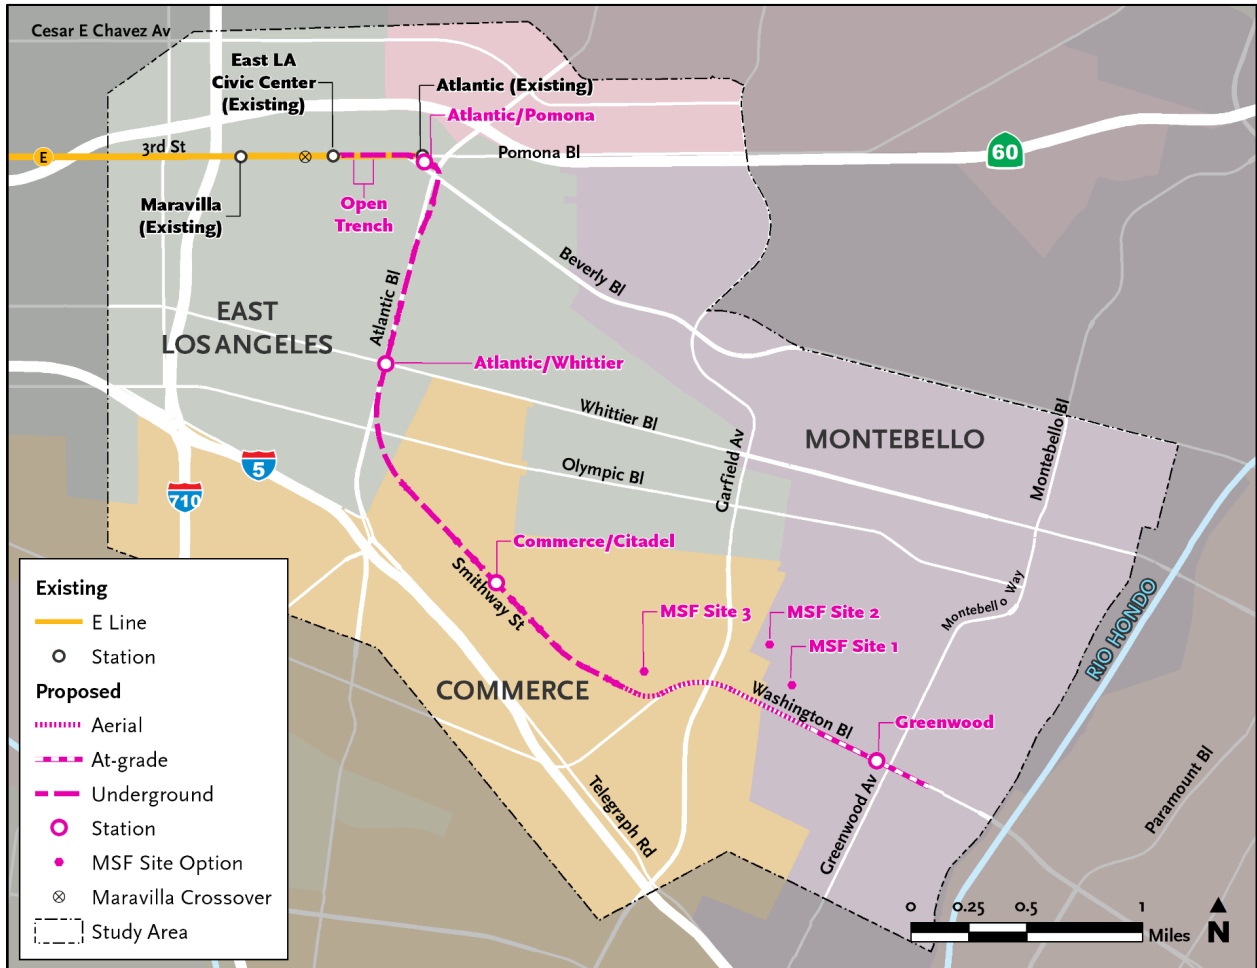 Cesar E Chavez Av
East LA
Civic Center
(Existing)
Atlantic (Existing)
Atlantic/Pomona
E
3rd St
Pomona Bl
60
Maravilla
(Existing)
Open
Trench
Beverly Bl
Atlantic Bl
EAST
LOS ANGELES
Atlantic/Whittier
Whittier Bl
MONTEBELLO
Montebello Bl
Garfield Av
Olympic Bl
5
710
Commerce/Citadel
Smithway St
MSF Site 3
MSF Site 2
MSF Site 1
Montebello Way
RIO HONDO
COMMERCE
Washington Bl
Greenwood
Telegraph Rd
Greenwood Av
Paramount Bl
Existing
E Line
Station
Proposed
Aerial
At-grade
Underground
Station
MSF Site Option
Maravilla Crossover
Study Area
0 0.25 0.5 1
Miles
N